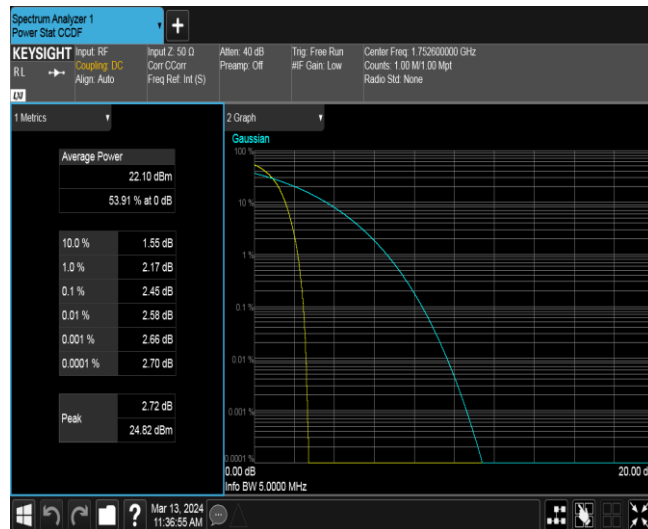 Spectrum Analyzer 1
Power Stat CCDF
KEYSIGHT
RL
LXI
Input: RF
Coupling: DC
Align: Auto
Input Z: 50 Ω
Corr CCorr
Freq Ref: Int (S)
Atten: 40 dB
Preamp: Off
Trig: Free Run
#IF Gain: Low
Center Freq: 1.752600000 GHz
Counts: 1.00 M/1.00 Mpt
Radio Std: None
1 Metrics
Average Power
22.10 dBm
53.91 % at 0 dB
10.0 % 1.55 dB
1.0 % 2.17 dB
0.1 % 2.45 dB
0.01 % 2.58 dB
0.001 % 2.66 dB
0.0001 % 2.70 dB
Peak
2.72 dB
24.82 dBm
2 Graph
Gaussian
100 %
10 %
1 %
0.1 %
0.01 %
0.001 %
0.0001 %
0.00 dB
20.00 d
Info BW 5.0000 MHz
?
Mar 13, 2024
11:36:55 AM